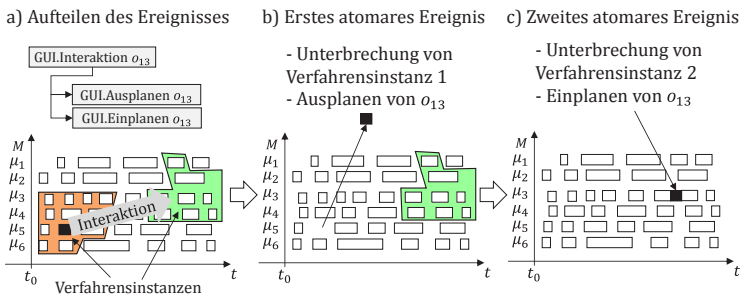 a) Aufteilen des Ereignisses
GUI.Interaktion o13
GUI.Ausplanen o13
GUI.Einplanen o13
M
μ1
μ2
μ3
μ4
μ5
μ6
Interaktion
t0
t
Verfahrensinstanzen
b) Erstes atomares Ereignis
- Unterbrechung von
Verfahrensinstanz 1
- Ausplanen von o13
M
μ1
μ2
μ3
μ4
μ5
μ6
t0
t
c) Zweites atomares Ereignis
- Unterbrechung von
Verfahrensinstanz 2
- Einplanen von o13
M
μ1
μ2
μ3
μ4
μ5
μ6
t0
t